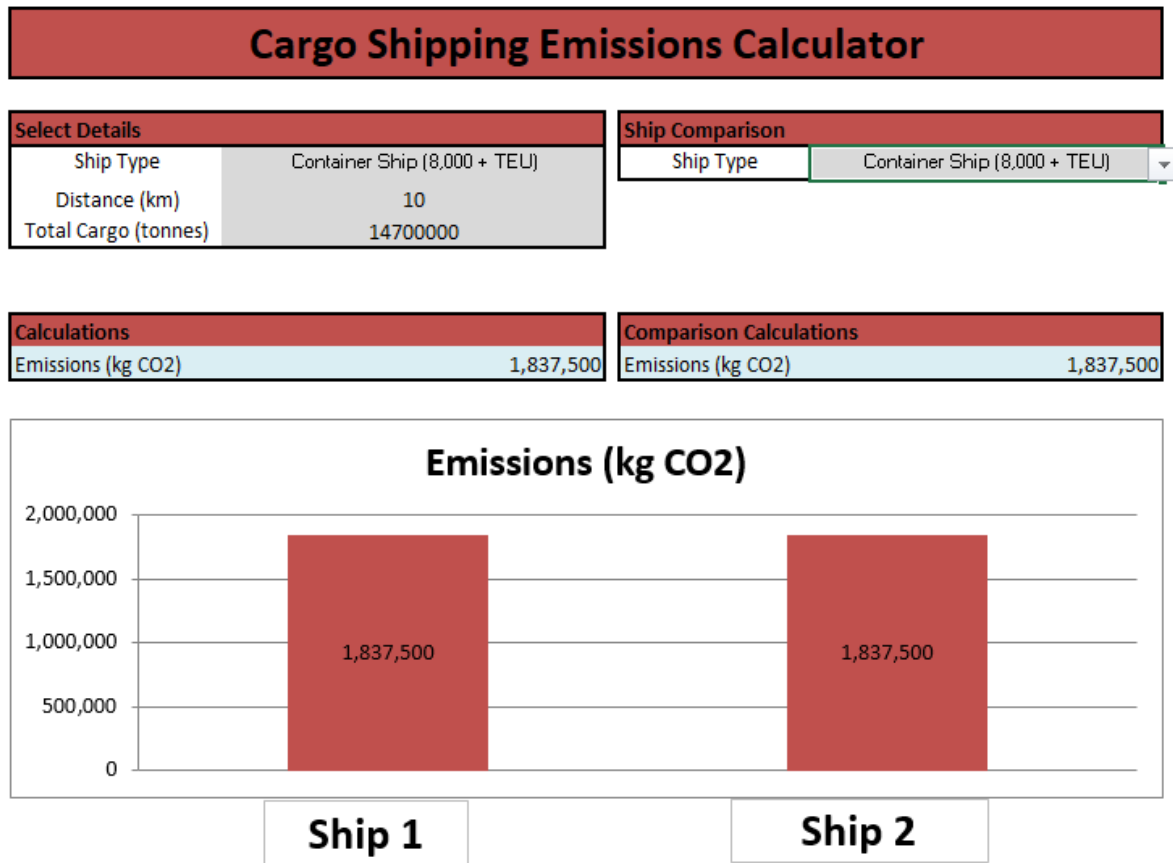 Cargo Shipping Emissions Calculator
Select Details
Ship Type Container Ship (8,000 + TEU)
Distance (km) 10
Total Cargo (tonnes) 14700000
Ship Comparison
Ship Type Container Ship (8,000 + TEU)
Calculations
Emissions (kg CO2) 1,837,500
Comparison Calculations
Emissions (kg CO2) 1,837,500
Emissions (kg CO2)
2,000,000
1,500,000
1,000,000
500,000
0
1,837,500
1,837,500
Ship 1
Ship 2